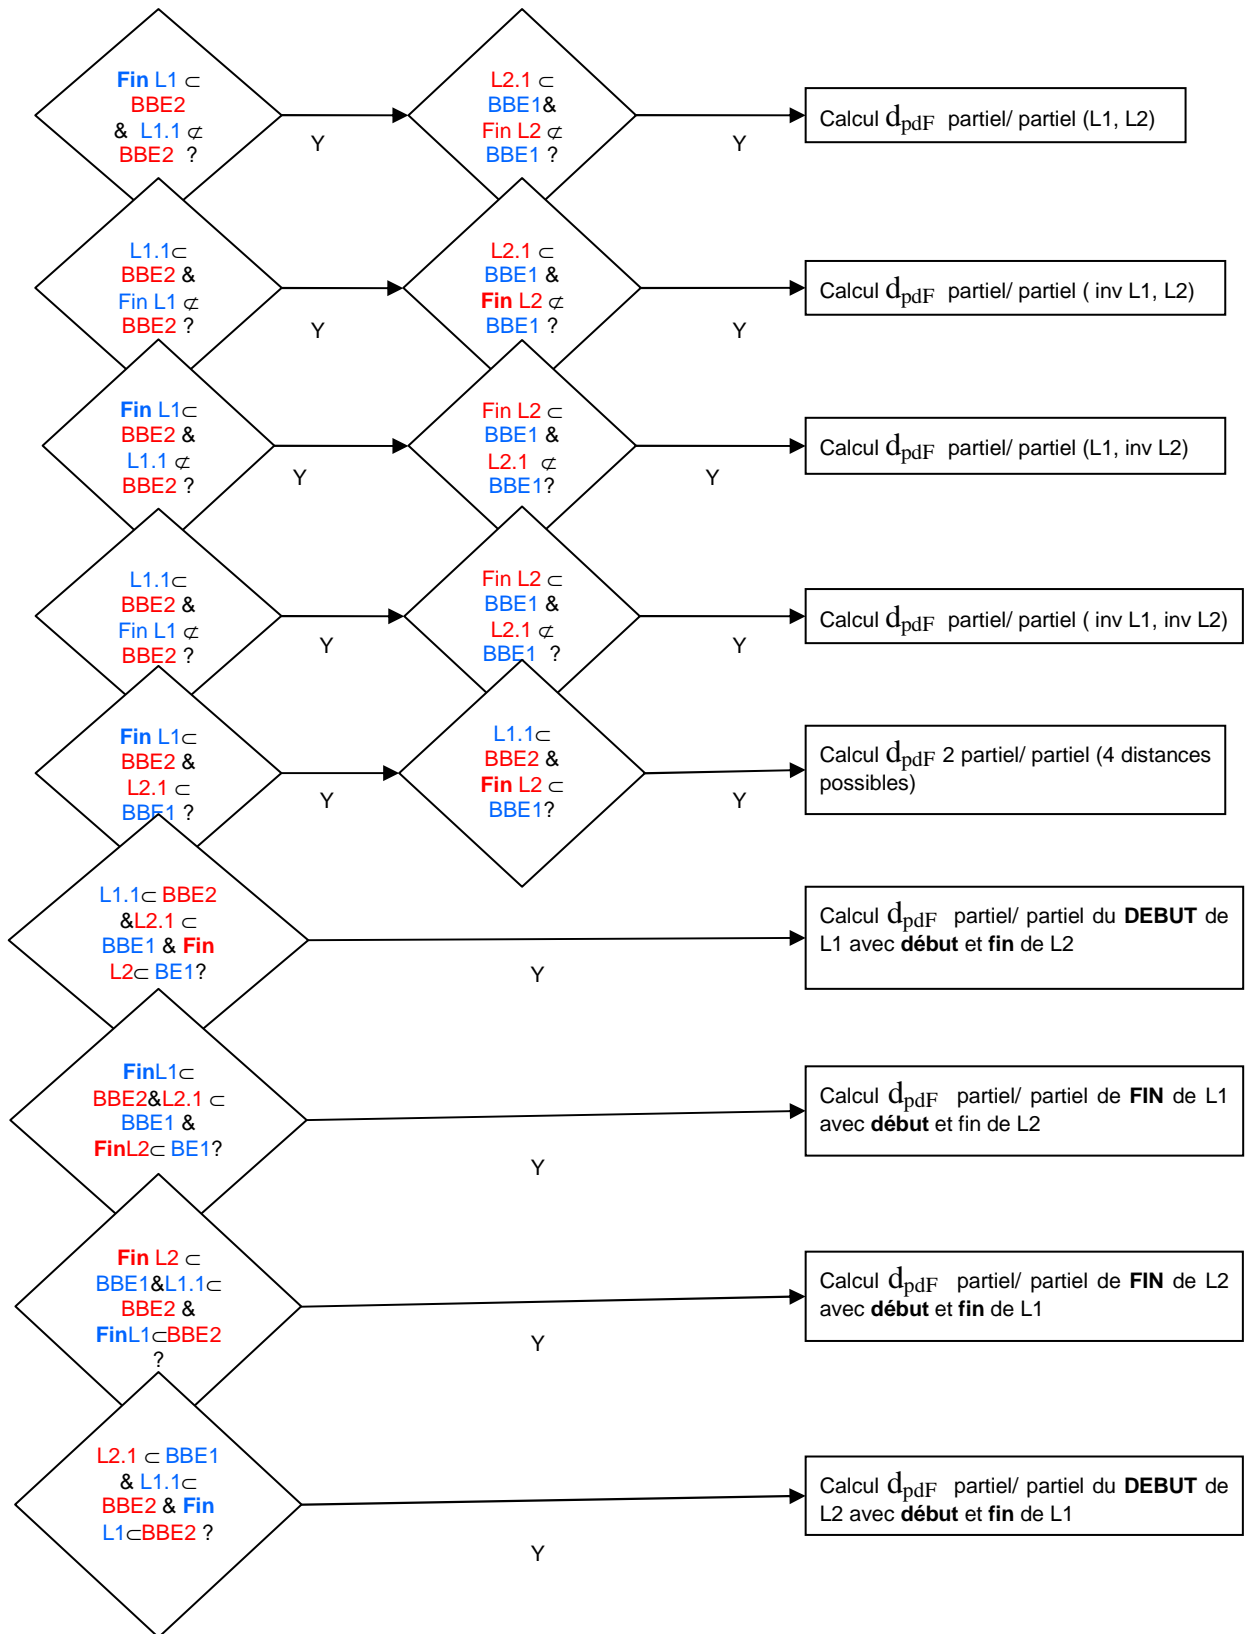 Fin L1 ⊂
BBE2
& L1.1 ⊄
BBE2 ?
Y
L2.1 ⊂
BBE1&
Fin L2 ⊄
BBE1 ?
Y
Calcul dpdF partiel/ partiel (L1, L2)
L1.1⊂
BBE2 &
Fin L1 ⊄
BBE2 ?
Y
L2.1 ⊂
BBE1 &
Fin L2 ⊄
BBE1 ?
Y
Calcul dpdF partiel/ partiel ( inv L1, L2)
Fin L1⊂
BBE2 &
L1.1 ⊄
BBE2 ?
Y
Fin L2 ⊂
BBE1 &
L2.1 ⊄
BBE1?
Y
Calcul dpdF partiel/ partiel (L1, inv L2)
L1.1⊂
BBE2 &
Fin L1 ⊄
BBE2 ?
Y
Fin L2 ⊂
BBE1 &
L2.1 ⊄
BBE1 ?
Y
Calcul dpdF partiel/ partiel ( inv L1, inv L2)
Fin L1⊂
BBE2 &
L2.1 ⊂
BBE1 ?
Y
L1.1⊂
BBE2 &
Fin L2 ⊂
BBE1?
Y
Calcul dpdF 2 partiel/ partiel (4 distances
possibles)
L1.1⊂ BBE2
&L2.1 ⊂
BBE1 & Fin
L2⊂ BE1?
Y
Calcul dpdF partiel/ partiel du DEBUT de
L1 avec début et fin de L2
FinL1⊂
BBE2&L2.1 ⊂
BBE1 &
FinL2⊂ BE1?
Y
Calcul dpdF partiel/ partiel de FIN de L1
avec début et fin de L2
Fin L2 ⊂
BBE1&L1.1⊂
BBE2 &
FinL1⊂BBE2
?
Y
Calcul dpdF partiel/ partiel de FIN de L2
avec début et fin de L1
L2.1 ⊂ BBE1
& L1.1⊂
BBE2 & Fin
L1⊂BBE2 ?
Y
Calcul dpdF partiel/ partiel du DEBUT de
L2 avec début et fin de L1